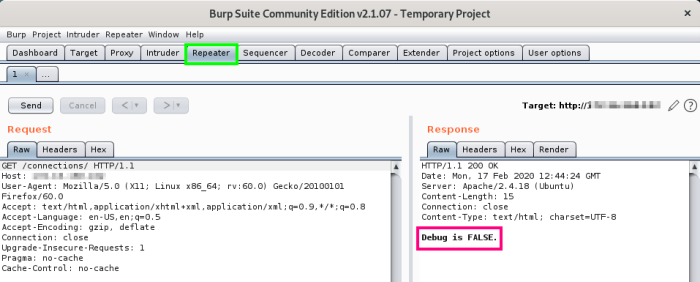 Burp Suite Community Edition v2.1.07 - Temporary Project
Burp Project Intruder Repeater Window Help
Dashboard Target Proxy Intruder Repeater Sequencer Decoder Comparer Extender Project options User options
1 × ...
Send Cancel < | ▾ > | ▾ Target: http://
?
Request
Raw Headers Hex
GET /connections/ HTTP/1.1
Host:
User-Agent: Mozilla/5.0 (X11; Linux x86_64; rv:60.0) Gecko/20100101
Firefox/60.0
Accept: text/html,application/xhtml+xml,application/xml;q=0.9,*/*;q=0.8
Accept-Language: en-US,en;q=0.5
Accept-Encoding: gzip, deflate
Connection: close
Upgrade-Insecure-Requests: 1
Pragma: no-cache
Cache-Control: no-cache
Response
Raw Headers Hex Render
HTTP/1.1 200 OK
Date: Mon, 17 Feb 2020 12:44:24 GMT
Server: Apache/2.4.18 (Ubuntu)
Content-Length: 15
Connection: close
Content-Type: text/html; charset=UTF-8
Debug is FALSE.